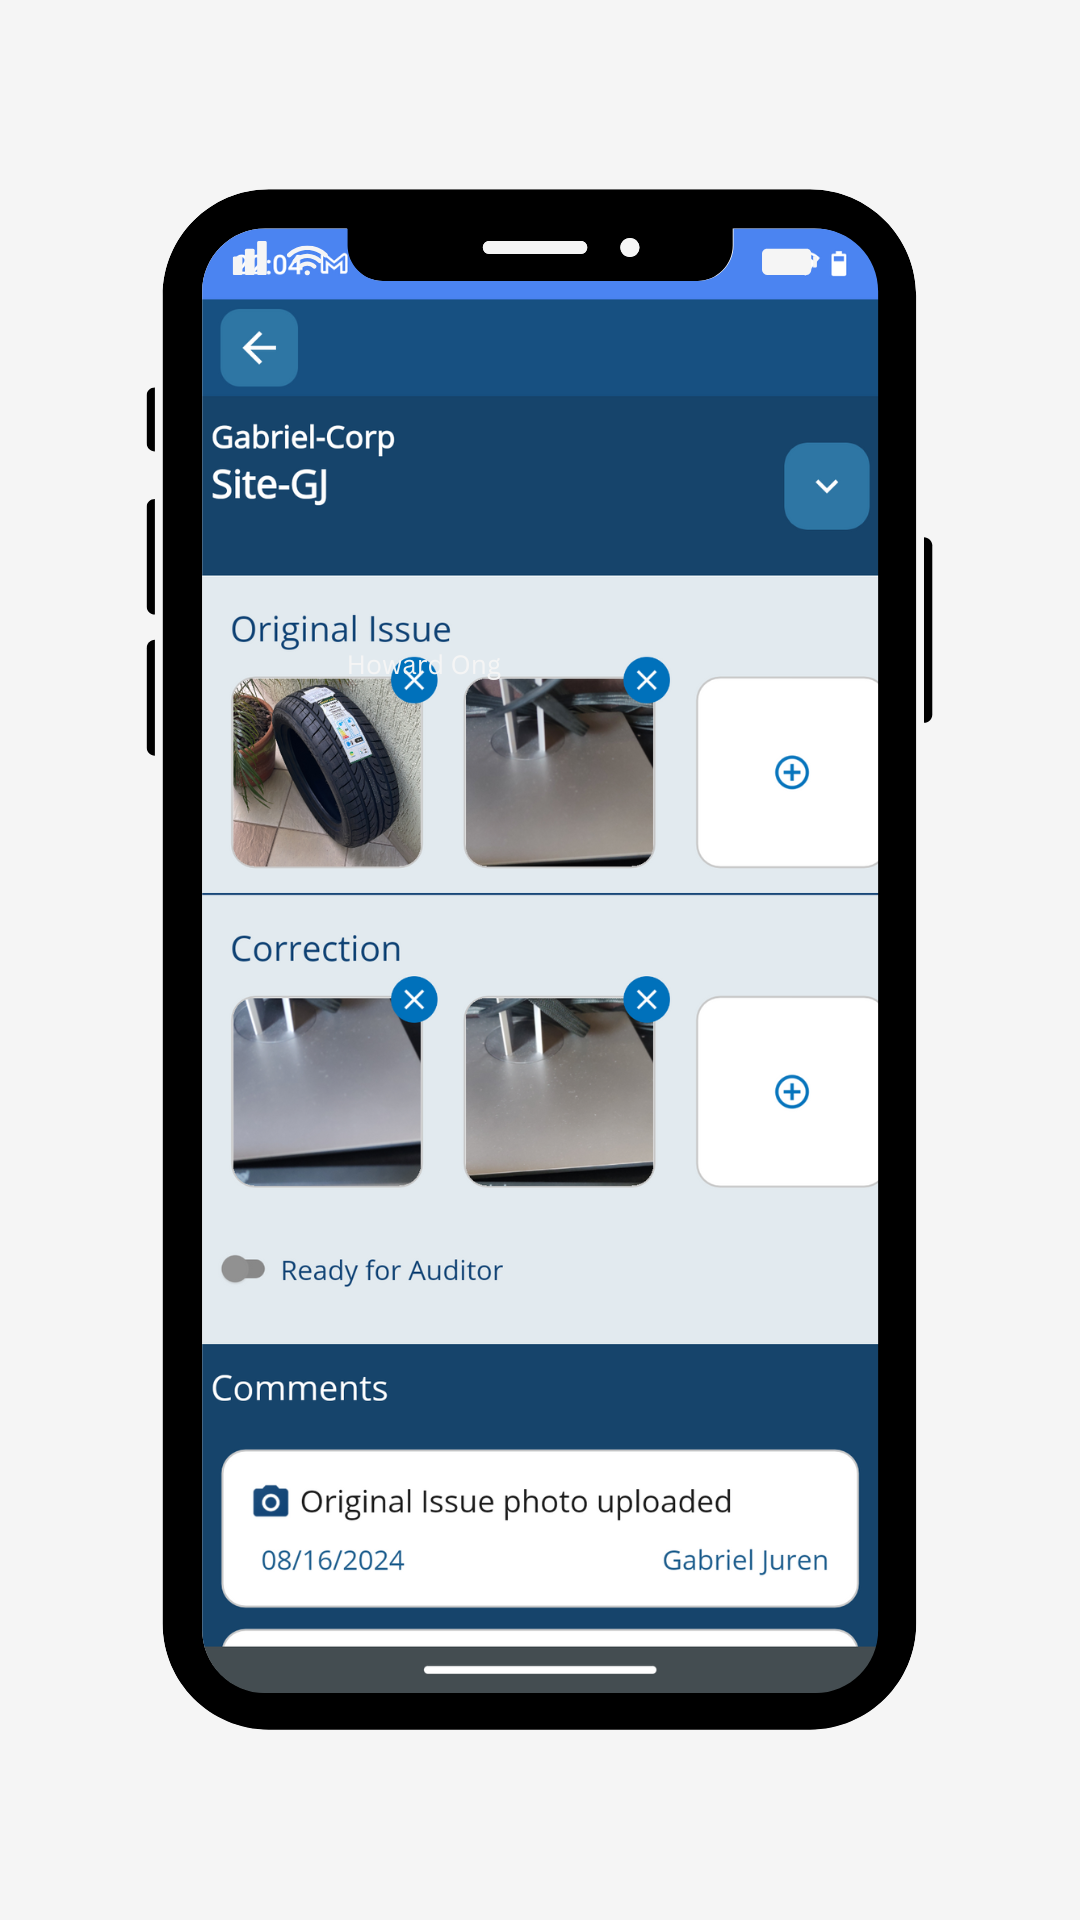 Gabriel-Corp
Site-GJ
Original Issue
Howard Ong
Correction
Ready for Auditor
Comments
Original Issue photo uploaded
08/16/2024
Gabriel Juren